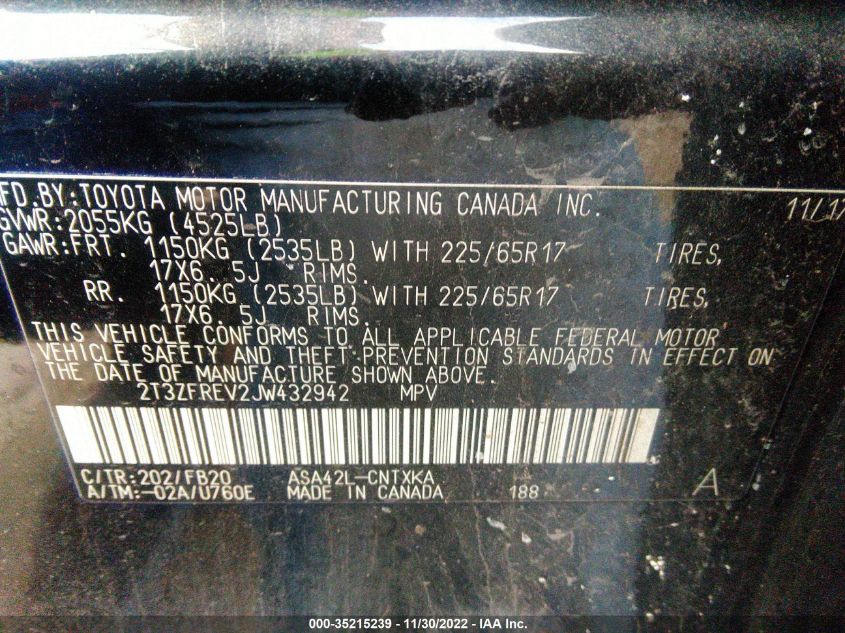 MFD.BY:TOYOTA MOTOR MANUFACTURING CANADA INC. 11/17
GVWR:2055KG (4525LB)
GAWR:FRT. 1150KG (2535LB) WITH 225/65R17 TIRES,
17X6.5J RIMS.
RR. 1150KG (2535LB) WITH 225/65R17 TIRES,
17X6.5J RIMS.
THIS VEHICLE CONFORMS TO ALL APPLICABLE FEDERAL MOTOR
VEHICLE SAFETY AND THEFT PREVENTION STANDARDS IN EFFECT ON
THE DATE OF MANUFACTURE SHOWN ABOVE.
2T3ZFREV2JW432942 MPV
C/TR:202/FB20 ASA42L-CNTXKA
A/TM:-02A/U760E MADE IN CANADA 188 A
000-35215239 - 11/30/2022 - IAA Inc.